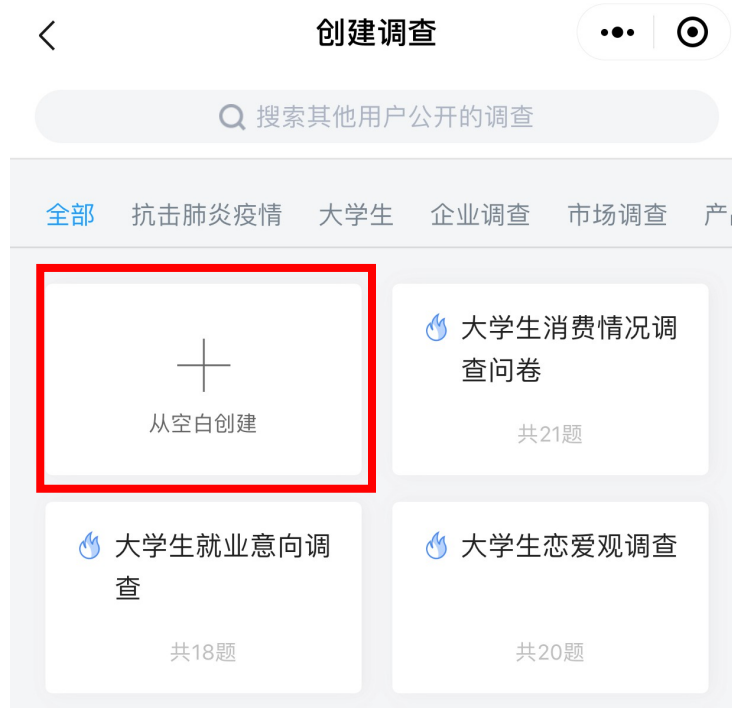 创建调查
搜索其他用户公开的调查
全部 抗击肺炎疫情 大学生 企业调查 市场调查 产
从空白创建
大学生消费情况调
查问卷
共21题
大学生就业意向调
查
共18题
大学生恋爱观调查
共20题